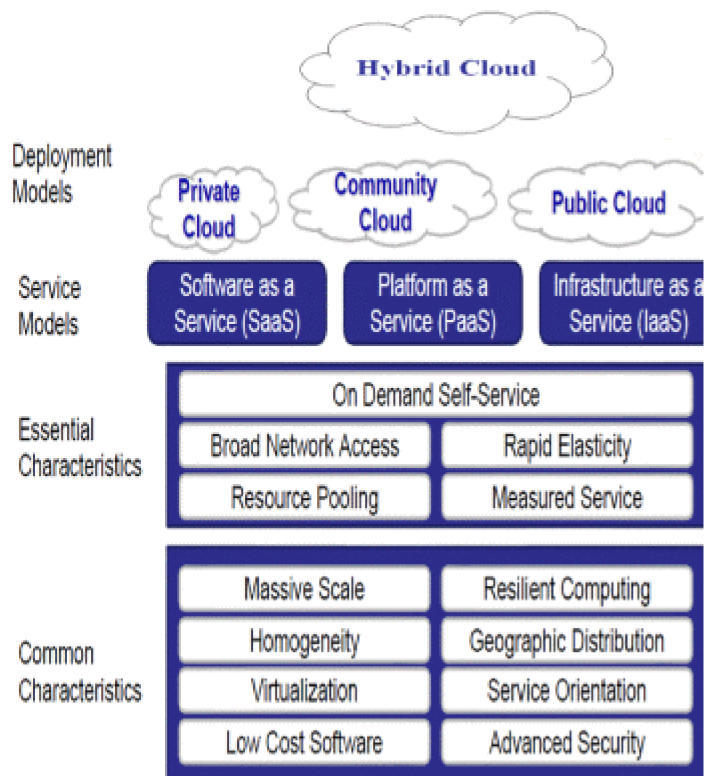 Hybrid Cloud
Deployment
Models
Private
Cloud
Community
Cloud
Public Cloud
Service
Models
Software as a
Service (SaaS)
Platform as a
Service (PaaS)
Infrastructure as a
Service (IaaS)
Essential
Characteristics
On Demand Self-Service
Broad Network Access
Rapid Elasticity
Resource Pooling
Measured Service
Common
Characteristics
Massive Scale
Resilient Computing
Homogeneity
Geographic Distribution
Virtualization
Service Orientation
Low Cost Software
Advanced Security